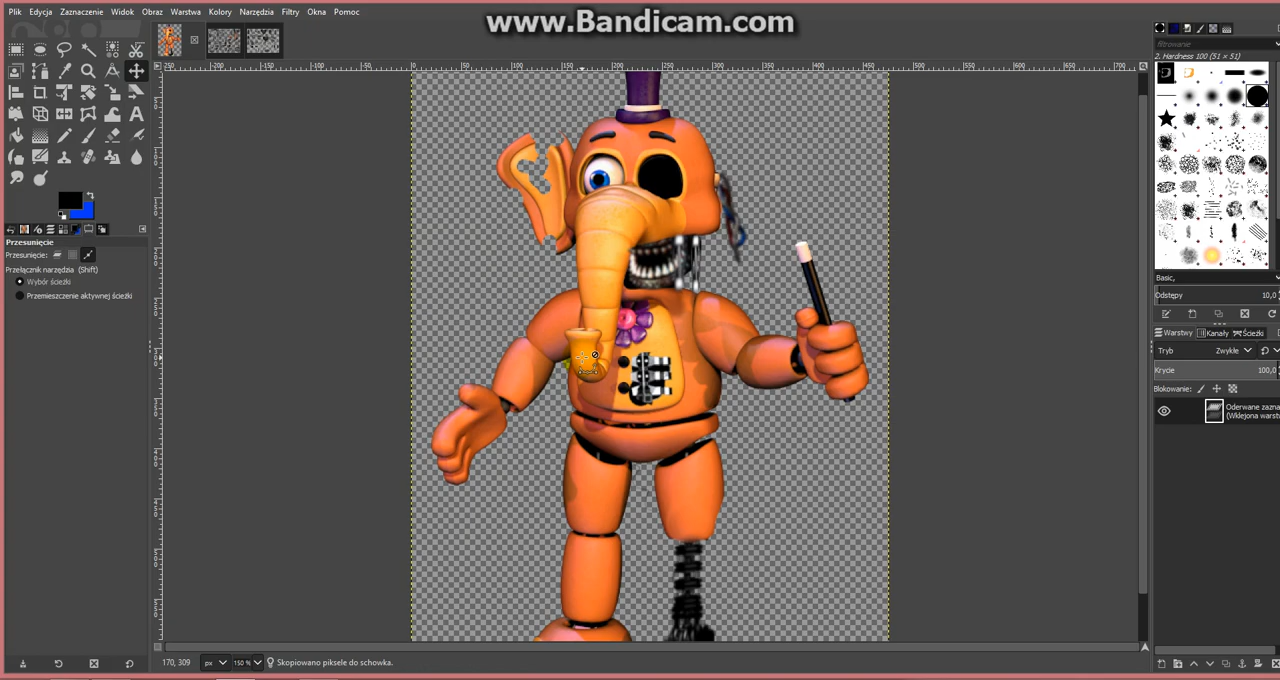 www.Bandicam.com
Plik Edycja Zaznaczenie Widok Obraz Warstwa Kolory Narzędzia Filtry Okna Pomoc
filtrowanie
2. Hardness 100 (51 × 51)
Przesunięcie
Przesunięcie:
Przełącznik narzędzia (Shift)
Wybór ścieżki
Przemieszczenie aktywnej ścieżki
Basic,
Odstępy 10,0
Warstwy Kanały Ścieżki
Tryb Zwykłe
Krycie 100,0
Blokowanie:
Oderwane zazna
(Wklejona warstw
170, 309 px 150 % Skopiowano piksele do schowka.